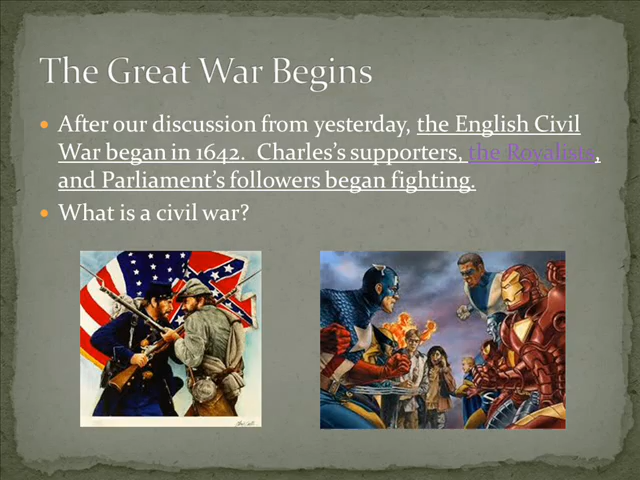 The Great War Begins
After our discussion from yesterday, the English Civil
War began in 1642.  Charles's supporters, the Royalists,
and Parliament's followers began fighting.
What is a civil war?